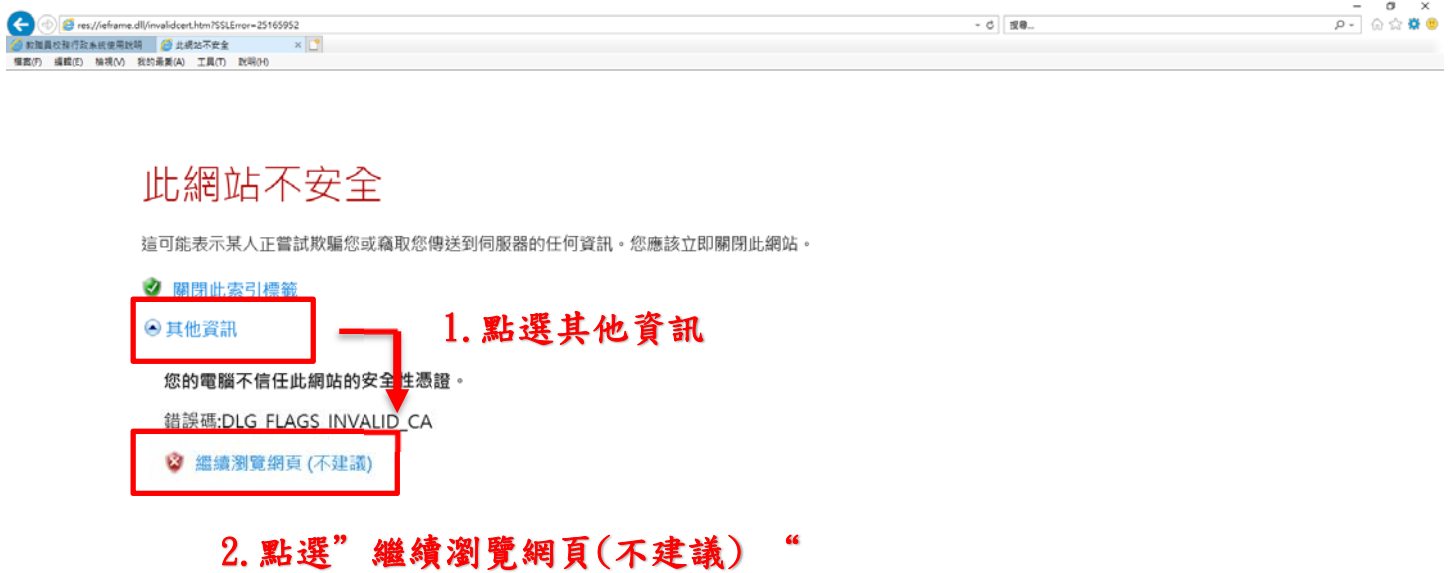 res://ieframe.dll/invalidcert.htm?SSLError=25165952
搜尋...
教職員校務行政系統使用說明
此網站不安全
檔案(F) 編輯(E) 檢視(V) 我的最愛(A) 工具(T) 說明(H)
此網站不安全
這可能表示某人正嘗試欺騙您或竊取您傳送到伺服器的任何資訊。您應該立即關閉此網站。
關閉此索引標籤
其他資訊
1.點選其他資訊
您的電腦不信任此網站的安全性憑證。
錯誤碼:DLG_FLAGS_INVALID_CA
繼續瀏覽網頁 (不建議)
2.點選”繼續瀏覽網頁(不建議) “